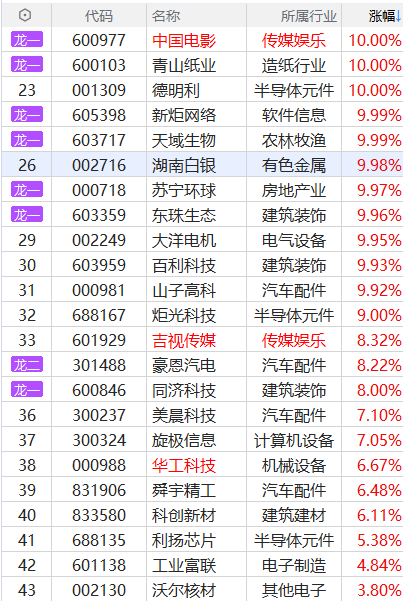 代码 名称 所属行业 涨幅↓
龙一 600977 中国电影 传媒娱乐 10.00%
龙一 600103 青山纸业 造纸行业 10.00%
23 001309 德明利 半导体元件 10.00%
龙一 605398 新炬网络 软件信息 9.99%
龙一 603717 天域生物 农林牧渔 9.99%
26 002716 湖南白银 有色金属 9.98%
龙一 000718 苏宁环球 房地产业 9.97%
龙一 603359 东珠生态 建筑装饰 9.96%
29 002249 大洋电机 电气设备 9.95%
30 603959 百利科技 建筑装饰 9.93%
31 000981 山子高科 汽车配件 9.92%
32 688167 炬光科技 半导体元件 9.00%
33 601929 吉视传媒 传媒娱乐 8.32%
龙二 301488 豪恩汽电 汽车配件 8.22%
龙一 600846 同济科技 建筑装饰 8.00%
36 300237 美晨科技 汽车配件 7.10%
37 300324 旋极信息 计算机设备 7.05%
38 000988 华工科技 机械设备 6.67%
39 831906 舜宇精工 汽车配件 6.48%
40 833580 科创新材 建筑建材 6.11%
41 688135 利扬芯片 半导体元件 5.38%
42 601138 工业富联 电子制造 4.84%
43 002130 沃尔核材 其他电子 3.80%